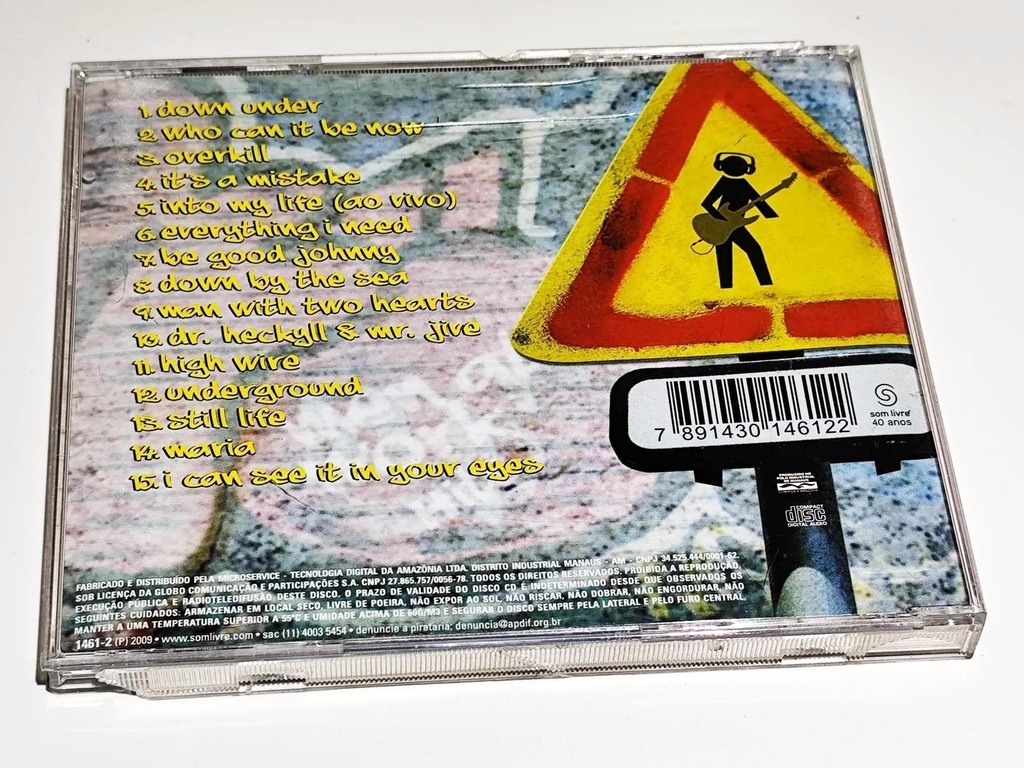 1. down under
2. who can it be now
3. overkill
4. it's a mistake
5. into my life (ao vivo)
6. everything i need
7. be good johnny
8. down by the sea
9. man with two hearts
10. dr. heckyll & mr. jive
11. high wire
12. underground
13. still life
14. maria
15. i can see it in your eyes
7 891430 146122
som livre
40 anos
PRODUZIDO NO
PÓLO INDUSTRIAL
DE MANAUS
COMPACT
disc
DIGITAL AUDIO
FABRICADO E DISTRIBUÍDO PELA MICROSERVICE - TECNOLOGIA DIGITAL DA AMAZÔNIA LTDA. DISTRITO INDUSTRIAL MANAUS - AM - CNPJ 34.525.444/0001-62.
SOB LICENÇA DA GLOBO COMUNICAÇÃO E PARTICIPAÇÕES S.A. CNPJ 27.865.757/0056-78. TODOS OS DIREITOS RESERVADOS. PROIBIDA A REPRODUÇÃO,
EXECUÇÃO PÚBLICA E RADIOTELEDIFUSÃO DESTE DISCO. O PRAZO DE VALIDADE DO DISCO CD É INDETERMINADO DESDE QUE OBSERVADOS OS
SEGUINTES CUIDADOS: ARMAZENAR EM LOCAL SECO, LIVRE DE POEIRA, NÃO EXPOR AO SOL, NÃO RISCAR, NÃO DOBRAR, NÃO ENGORDURAR, NÃO
MANTER A UMA TEMPERATURA SUPERIOR A 55°C E UMIDADE ACIMA DE 60G/M3 E SEGURAR O DISCO SEMPRE PELA LATERAL E PELO FURO CENTRAL.
1461-2 (P) 2009 • www.somlivre.com • sac (11) 4003 5454 • denuncie a pirataria; denuncia@apdif.org.br